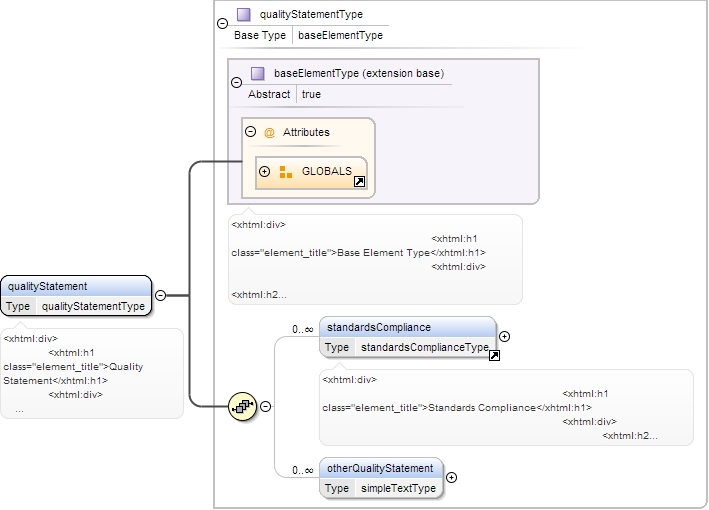 qualityStatementType
Base Type baseElementType
baseElementType (extension base)
Abstract true
@ Attributes
GLOBALS
<xhtml:div>
<xhtml:h1
class="element_title">Base Element Type</xhtml:h1>
<xhtml:div>
<xhtml:h2...
qualityStatement
Type qualityStatementType
<xhtml:div>
<xhtml:h1
class="element_title">Quality
Statement</xhtml:h1>
<xhtml:div>
...
0..∞
standardsCompliance
Type standardsComplianceType
<xhtml:div>
<xhtml:h1
class="element_title">Standards Compliance</xhtml:h1>
<xhtml:div>
<xhtml:h2...
0..∞
otherQualityStatement
Type simpleTextType